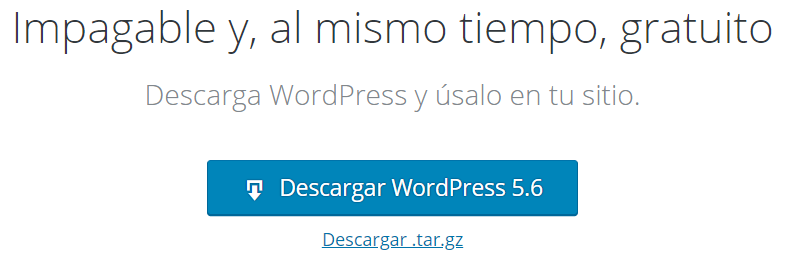 Impagable y, al mismo tiempo, gratuito
Descarga WordPress y úsalo en tu sitio.
Descargar WordPress 5.6
Descargar .tar.gz